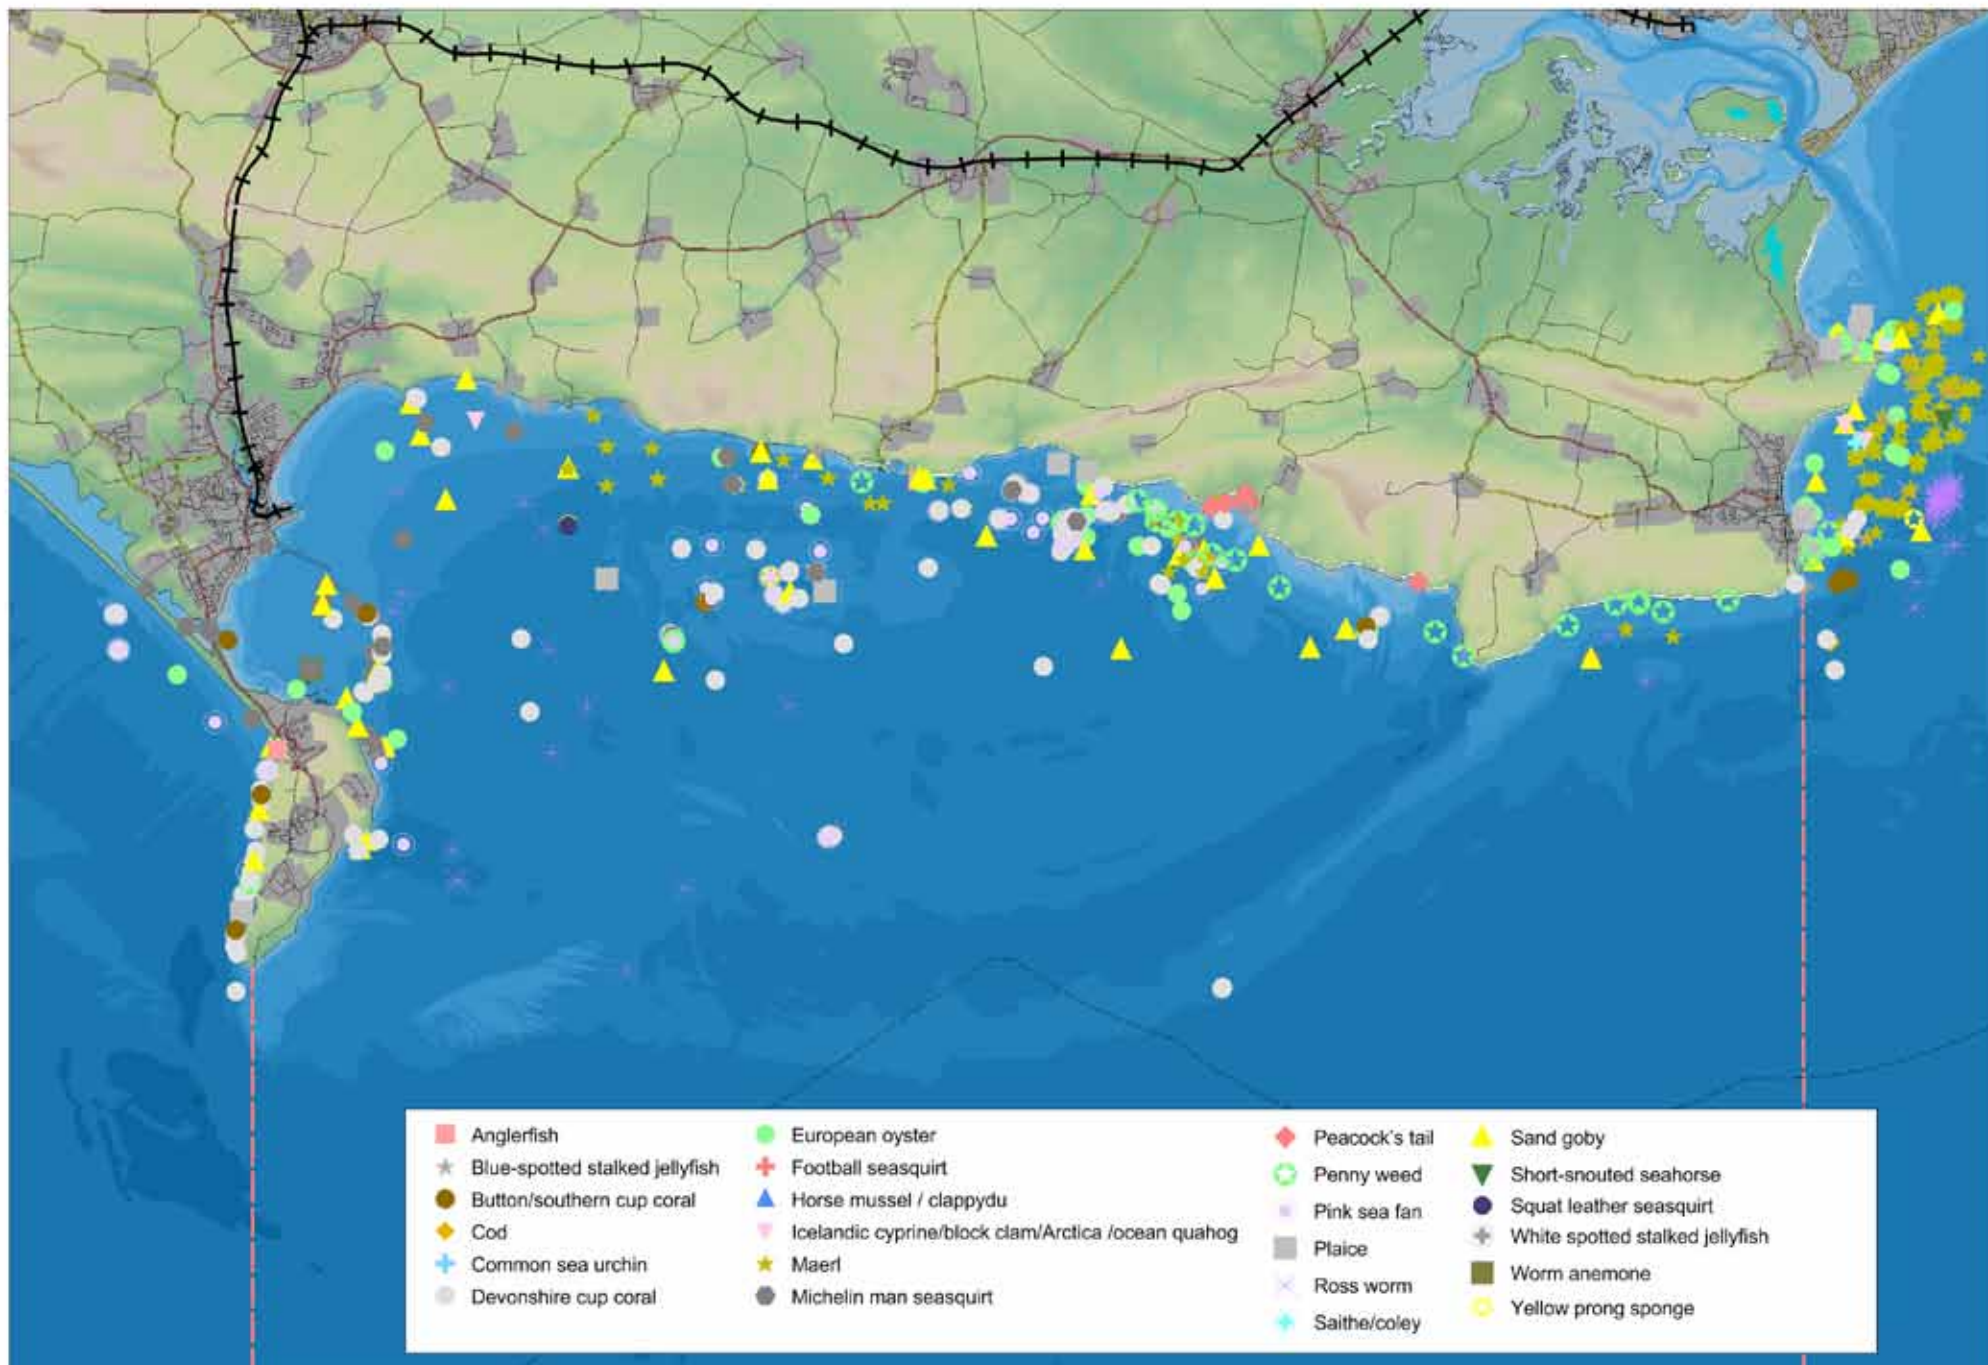 Anglerfish
Blue-spotted stalked jellyfish
Button/southern cup coral
Cod
Common sea urchin
Devonshire cup coral
European oyster
Football seasquirt
Horse mussel / clappydu
Icelandic cyprine/block clam/Arctica /ocean quahog
Maerl
Michelin man seasquirt
Peacock's tail
Penny weed
Pink sea fan
Plaice
Ross worm
Saithe/coley
Sand goby
Short-snouted seahorse
Squat leather seasquirt
White spotted stalked jellyfish
Worm anemone
Yellow prong sponge